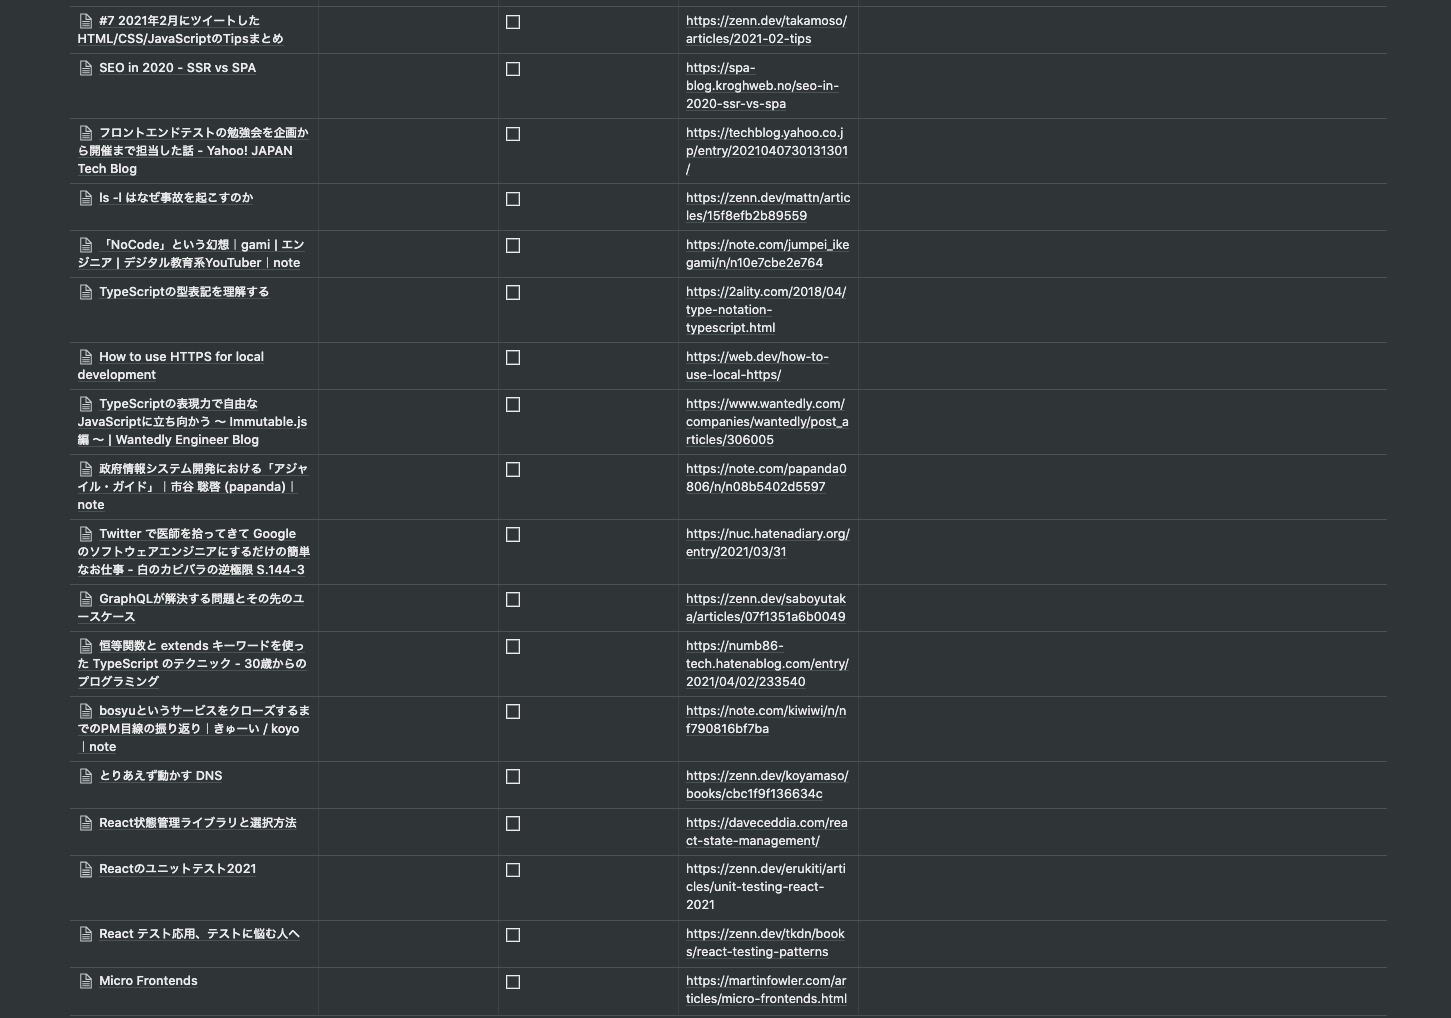 #7 2021年2月にツイートした
HTML/CSS/JavaScriptのTipsまとめ
https://zenn.dev/takamoso/
articles/2021-02-tips
SEO in 2020 - SSR vs SPA
https://spa-
blog.kroghweb.no/seo-in-
2020-ssr-vs-spa
フロントエンドテストの勉強会を企画か
ら開催まで担当した話 - Yahoo! JAPAN
Tech Blog
https://techblog.yahoo.co.j
p/entry/2021040730131301
/
ls -l はなぜ事故を起こすのか
https://zenn.dev/mattn/artic
les/15f8efb2b89559
「NoCode」という幻想｜gami | エン
ジニア | デジタル教育系YouTuber｜note
https://note.com/jumpei_ike
gami/n/n10e7cbe2e764
TypeScriptの型表記を理解する
https://2ality.com/2018/04/
type-notation-
typescript.html
How to use HTTPS for local
development
https://web.dev/how-to-
use-local-https/
TypeScriptの表現力で自由な
JavaScriptに立ち向かう 〜 Immutable.js
編 〜 | Wantedly Engineer Blog
https://www.wantedly.com/
companies/wantedly/post_a
rticles/306005
政府情報システム開発における「アジャ
イル・ガイド」｜市谷 聡啓 (papanda)｜
note
https://note.com/papanda0
806/n/n08b5402d5597
Twitter で医師を拾ってきて Google
のソフトウェアエンジニアにするだけの簡単
なお仕事 - 白のカピバラの逆極限 S.144-3
https://nuc.hatenadiary.org/
entry/2021/03/31
GraphQLが解決する問題とその先のユ
ースケース
https://zenn.dev/saboyutak
a/articles/07f1351a6b0049
恒等関数と extends キーワードを使っ
た TypeScript のテクニック - 30歳からの
プログラミング
https://numb86-
tech.hatenablog.com/entry/
2021/04/02/233540
bosyuというサービスをクローズするま
でのPM目線の振り返り｜きゅーい / koyo
｜note
https://note.com/kiwiwi/n/n
f790816bf7ba
とりあえず動かす DNS
https://zenn.dev/koyamaso/
books/cbc1f9f136634c
React状態管理ライブラリと選択方法
https://daveceddia.com/rea
ct-state-management/
Reactのユニットテスト2021
https://zenn.dev/erukiti/arti
cles/unit-testing-react-
2021
React テスト応用、テストに悩む人へ
https://zenn.dev/tkdn/book
s/react-testing-patterns
Micro Frontends
https://martinfowler.com/ar
ticles/micro-frontends.html